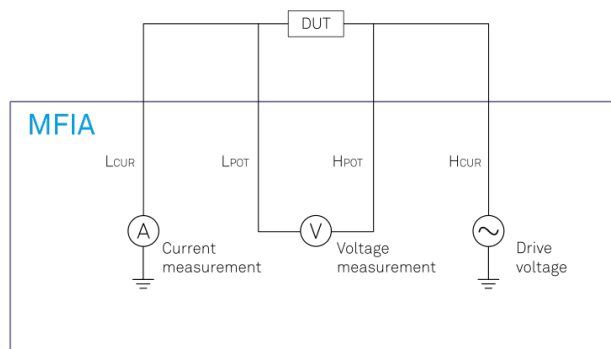 DUT
MFIA
LCUR
LPOT
HPOT
HCUR
A
V
Current
measurement
Voltage
measurement
Drive
voltage